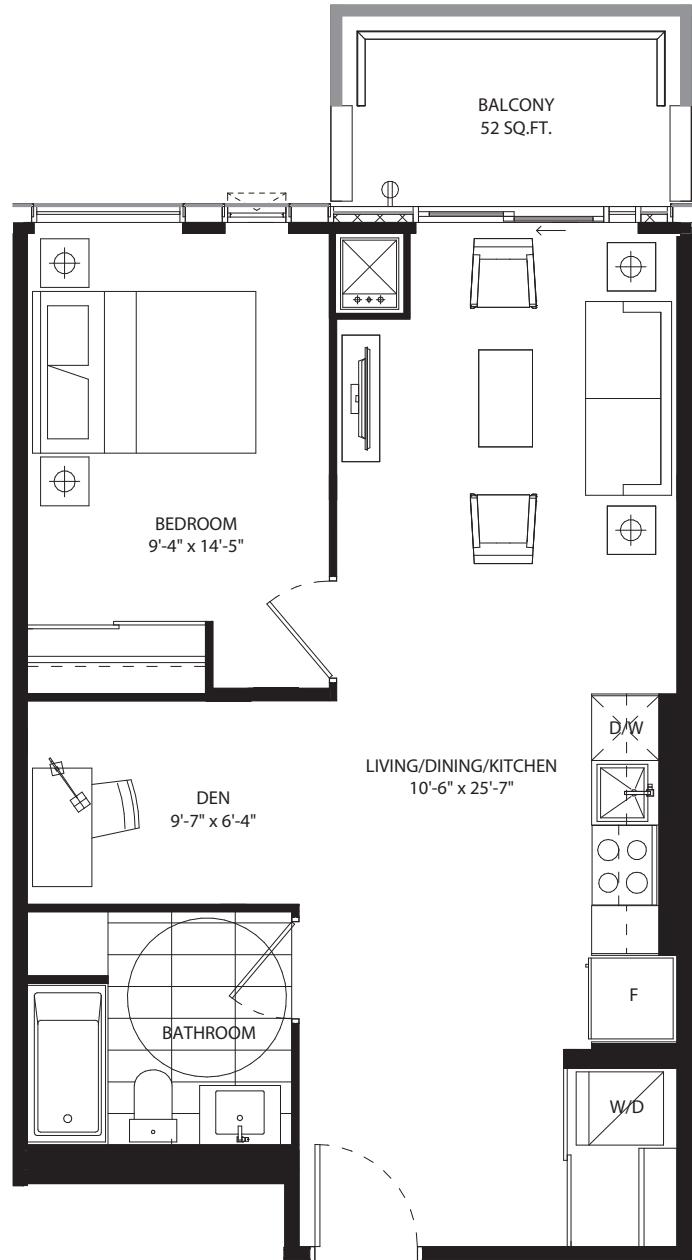 BALCONY
52 SQ.FT.
BEDROOM
9'-4" x 14'-5"
D/W
LIVING/DINING/KITCHEN
10'-6" x 25'-7"
DEN
9'-7" x 6'-4"
F
BATHROOM
W/D